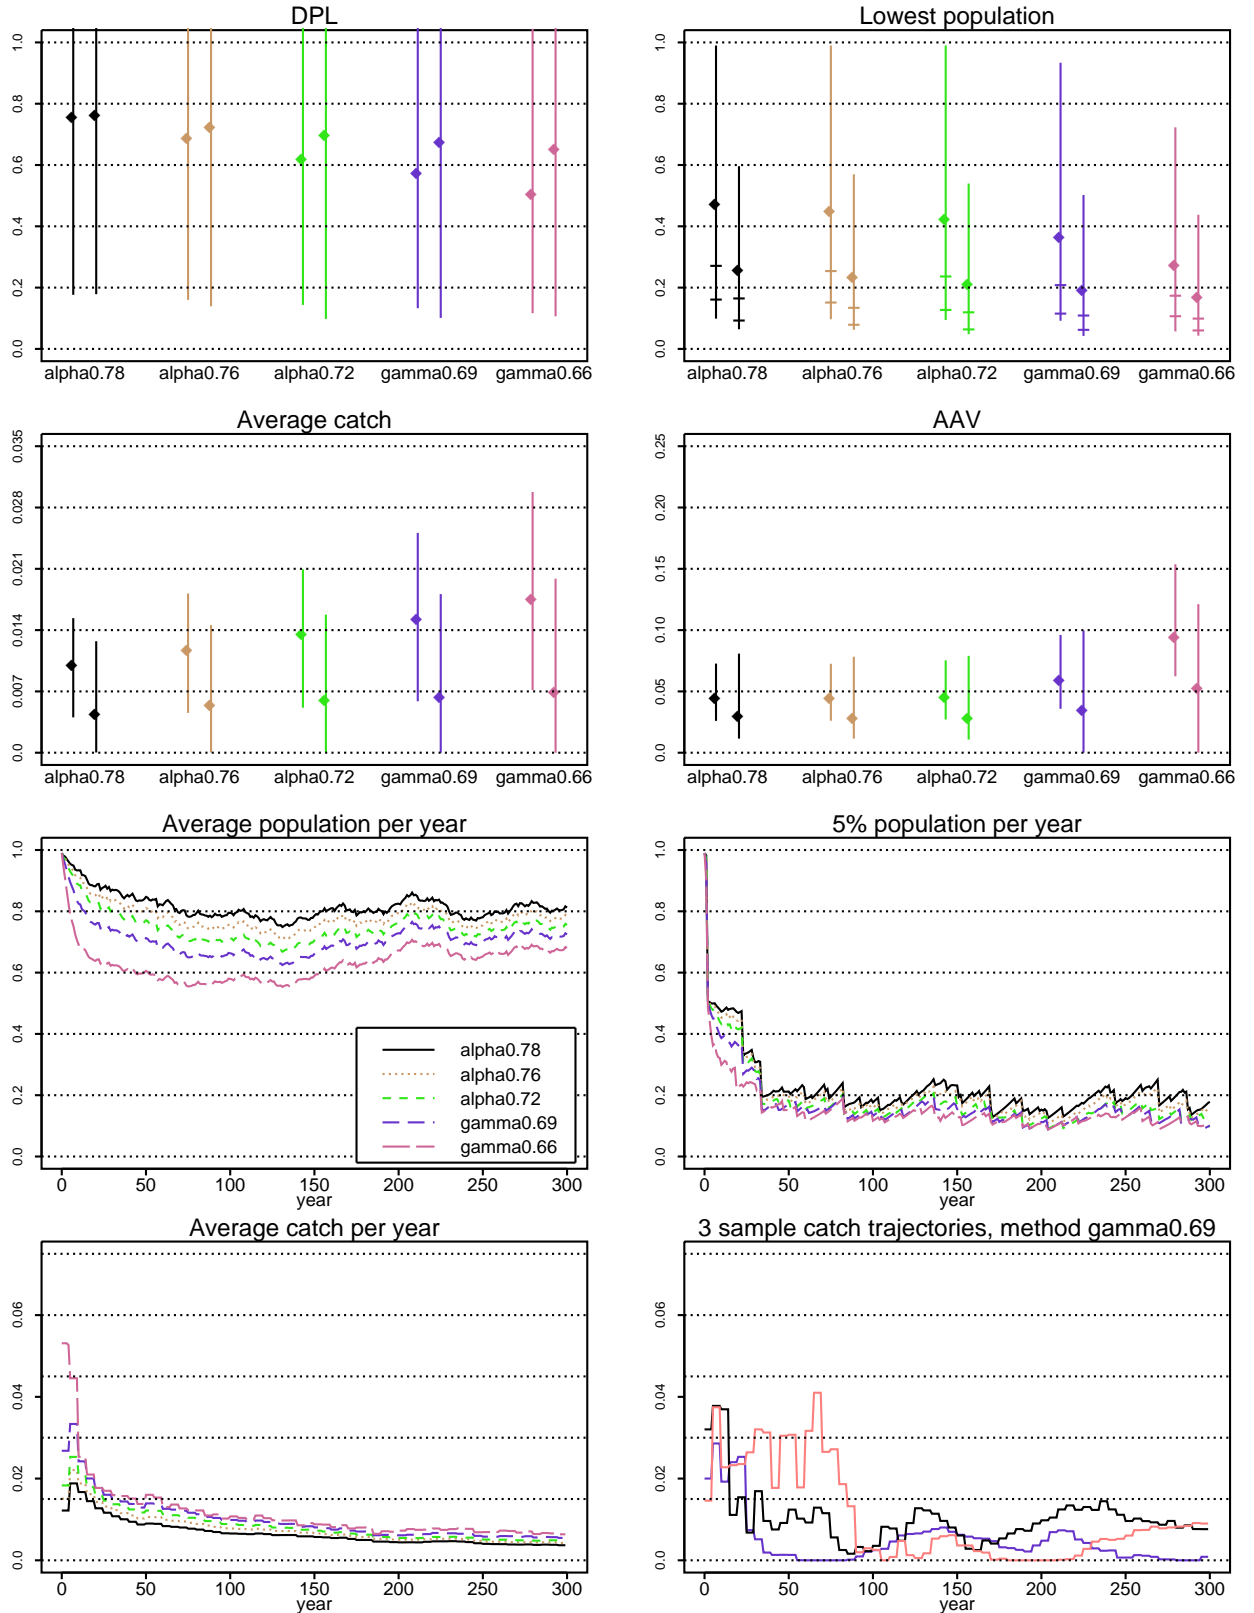 DPL
1.0
0.8
0.6
0.4
0.2
0.0
alpha0.78 alpha0.76 alpha0.72 gamma0.69 gamma0.66
Lowest population
1.0
0.8
0.6
0.4
0.2
0.0
alpha0.78 alpha0.76 alpha0.72 gamma0.69 gamma0.66
Average catch
0.035
0.028
0.021
0.014
0.007
0.0
alpha0.78 alpha0.76 alpha0.72 gamma0.69 gamma0.66
AAV
0.25
0.20
0.15
0.10
0.05
0.0
alpha0.78 alpha0.76 alpha0.72 gamma0.69 gamma0.66
Average population per year
1.0
0.8
0.6
0.4
0.2
0.0
alpha0.78
alpha0.76
alpha0.72
gamma0.69
gamma0.66
0 50 100 150 200 250 300
year
5% population per year
1.0
0.8
0.6
0.4
0.2
0.0
0 50 100 150 200 250 300
year
Average catch per year
0.06
0.04
0.02
0.0
0 50 100 150 200 250 300
year
3 sample catch trajectories, method gamma0.69
0.06
0.04
0.02
0.0
0 50 100 150 200 250 300
year